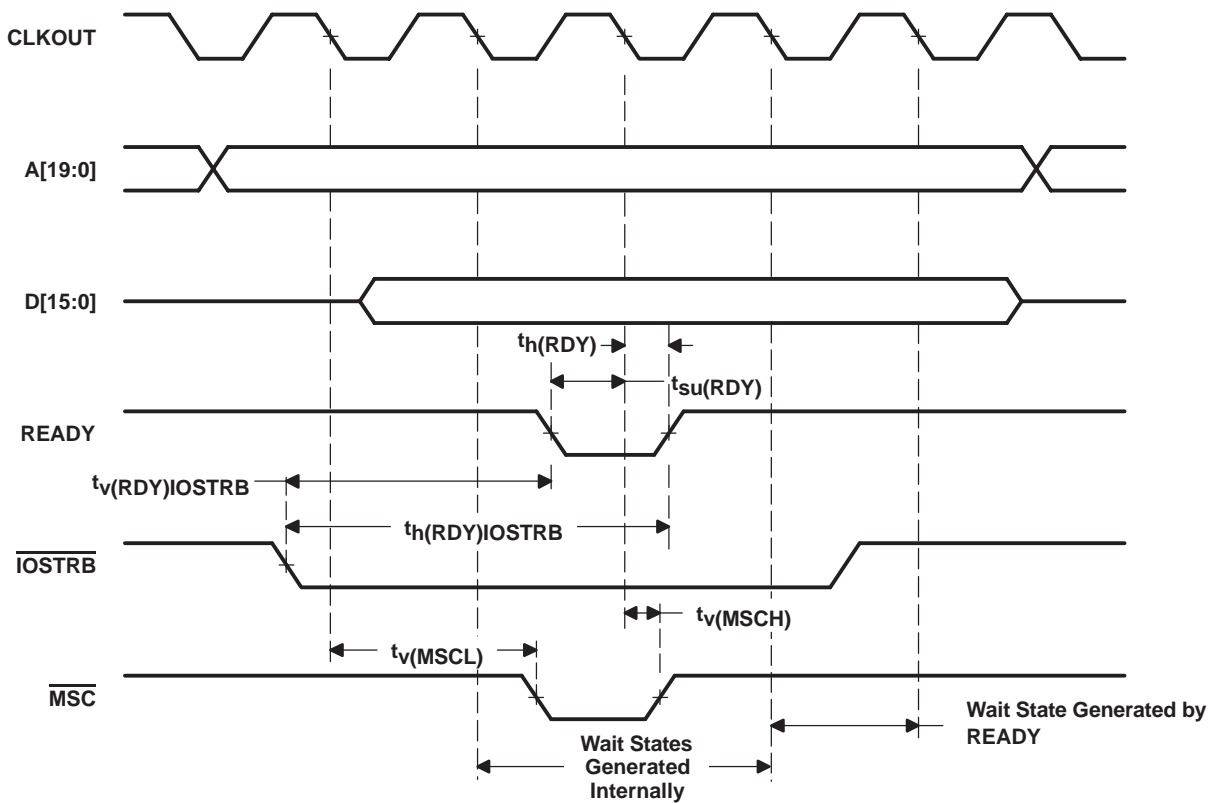 CLKOUT
A[19:0]
D[15:0]
th(RDY)
tsu(RDY)
READY
tv(RDY)IOSTRB
th(RDY)IOSTRB
IOSTRB
tv(MSCH)
tv(MSCL)
MSC
Wait State Generated by
READY
Wait States
Generated
Internally